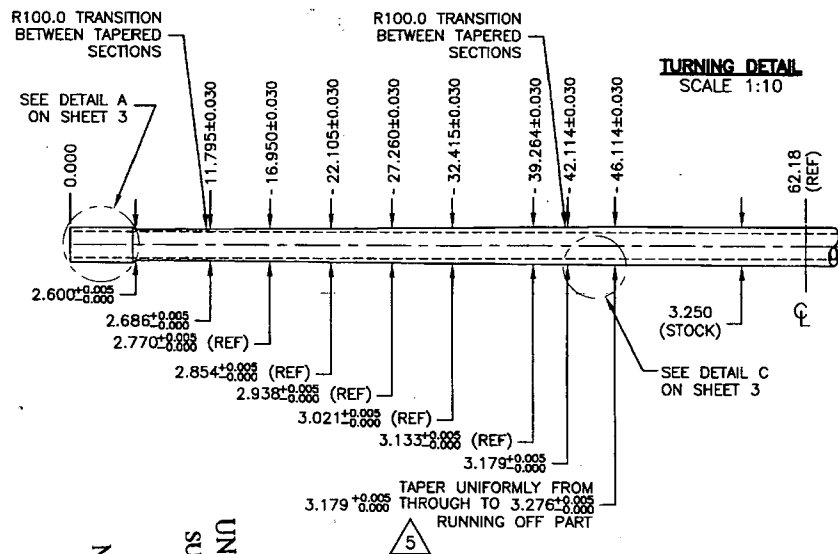 R100.0 TRANSITION
BETWEEN TAPERED
SECTIONS
R100.0 TRANSITION
BETWEEN TAPERED
SECTIONS
TURNING DETAIL
SCALE 1:10
SEE DETAIL A
ON SHEET 3
0.000
11.795±0.030
16.950±0.030
22.105±0.030
27.260±0.030
32.415±0.030
39.264±0.030
42.114±0.030
46.114±0.030
62.18
(REF)
2.600+0.005 -0.000
2.686+0.005 -0.000
2.770+0.005 -0.000 (REF)
2.854+0.005 -0.000 (REF)
2.938+0.005 -0.000 (REF)
3.021+0.005 -0.000 (REF)
3.133+0.005 -0.000 (REF)
3.179+0.005 -0.000
3.250
(STOCK)
℄
SEE DETAIL C
ON SHEET 3
TAPER UNIFORMLY FROM
3.179 +0.005 0.000 THROUGH TO 3.276+0.005 -0.000
RUNNING OFF PART
5
UN
SU
N